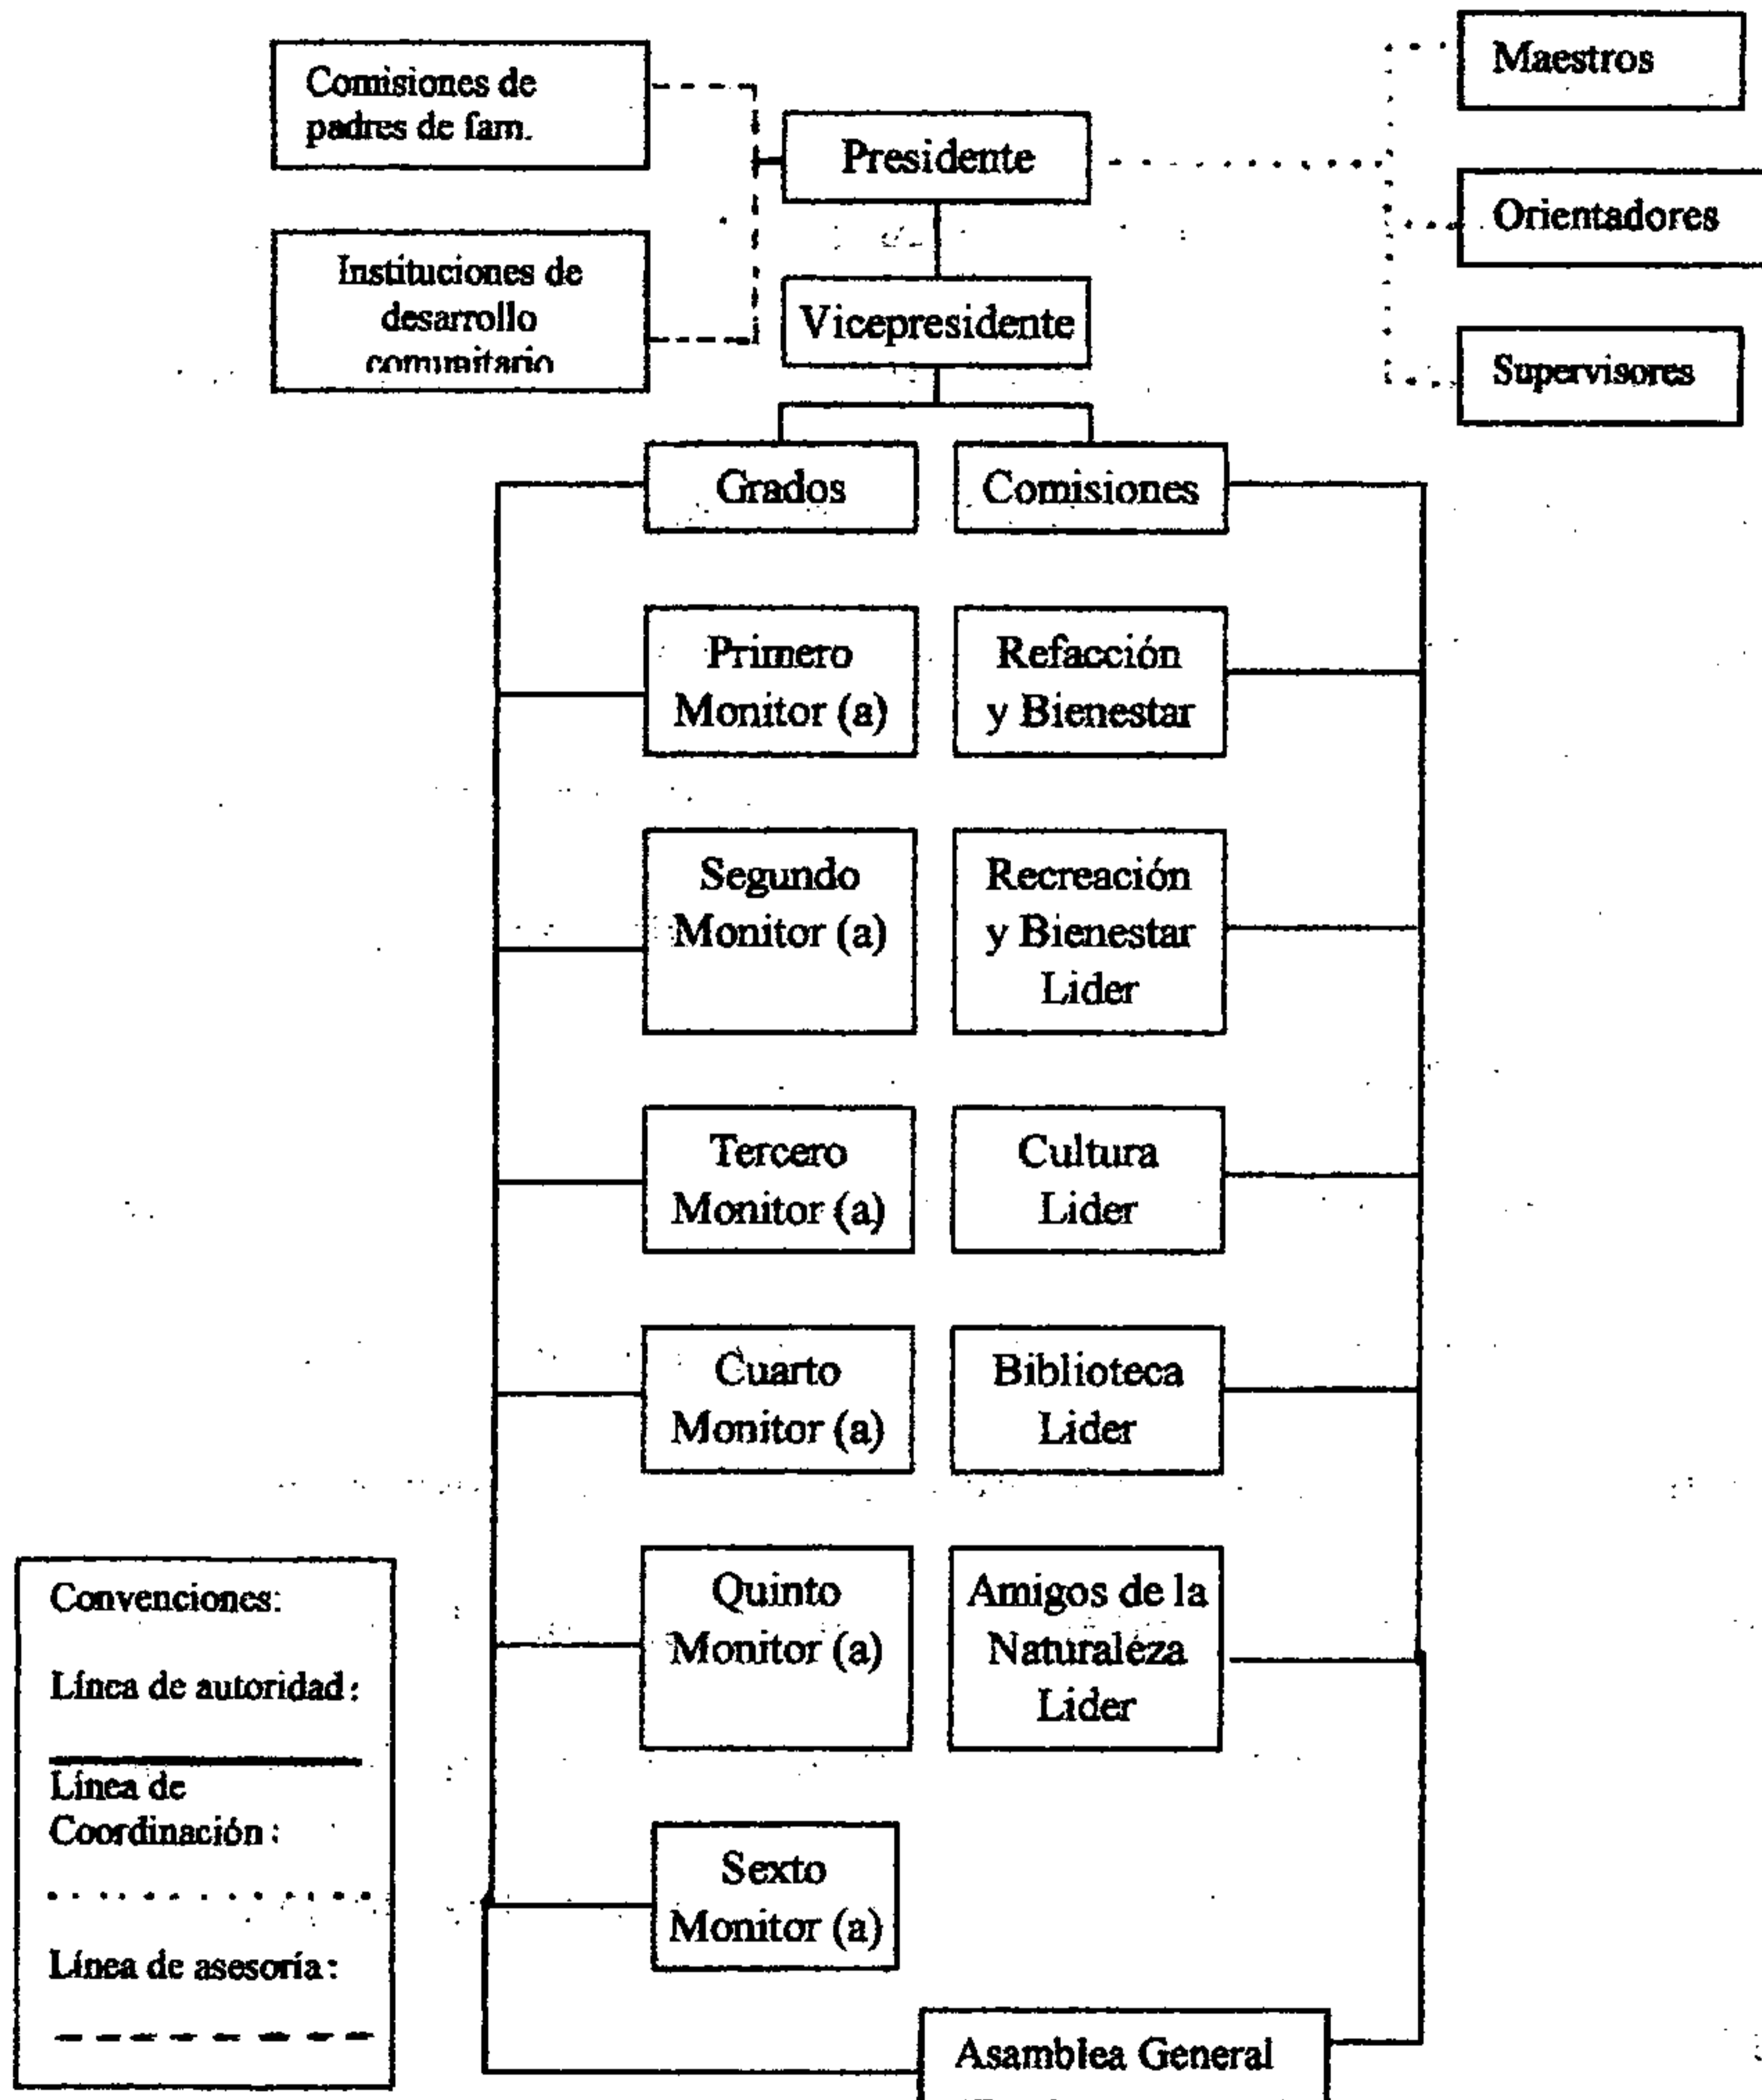 Comisiones de
padres de fam.
Maestros
Presidente
Orientadores
Instituciones de
desarrollo
comunitario
Vicepresidente
Supervisores
Grados
Comisiones
Primero
Monitor (a)
Refacción
y Bienestar
Segundo
Monitor (a)
Recreación
y Bienestar
Lider
Tercero
Monitor (a)
Cultura
Lider
Cuarto
Monitor (a)
Biblioteca
Lider
Quinto
Monitor (a)
Amigos de la
Naturaleza
Lider
Sexto
Monitor (a)
Asamblea General
Convenciones:
Línea de autoridad:
Línea de
Coordinación:
Línea de asesoría: